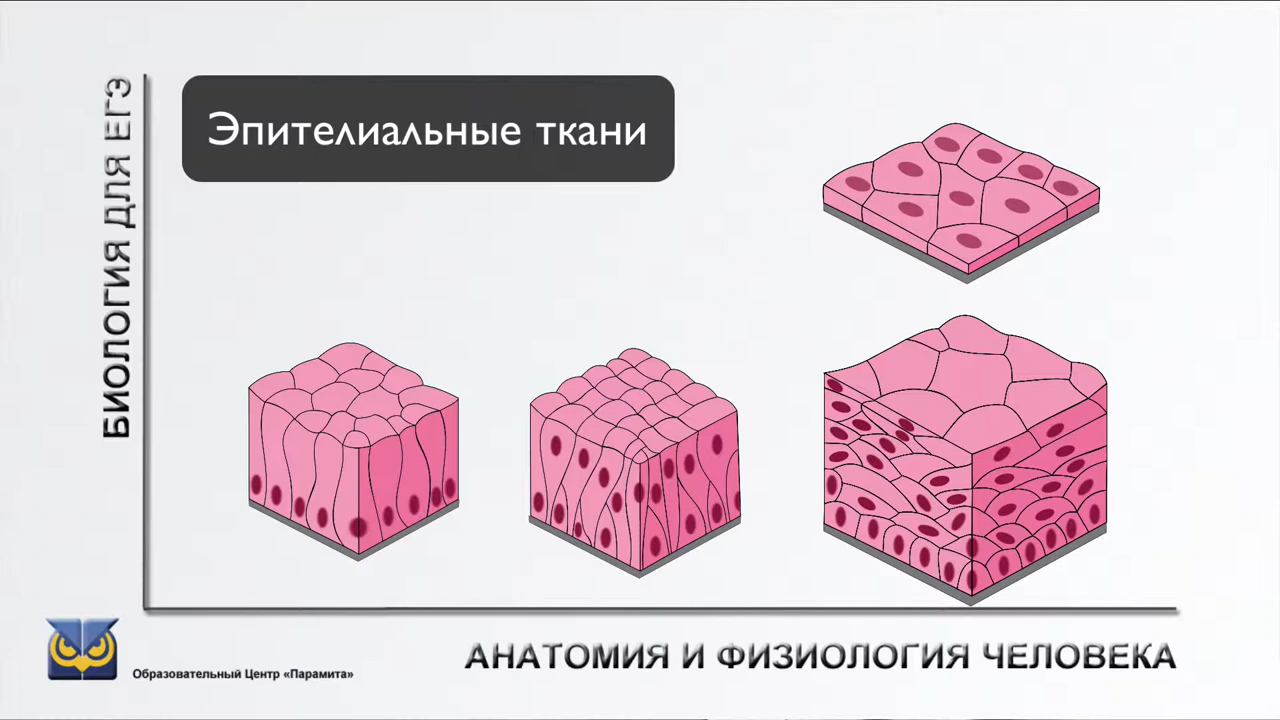 Эпителиальные ткани
БИОЛОГИЯ ДЛЯ ЕГЭ
Образовательный Центр «Парамита»
АНАТОМИЯ И ФИЗИОЛОГИЯ ЧЕЛОВЕКА